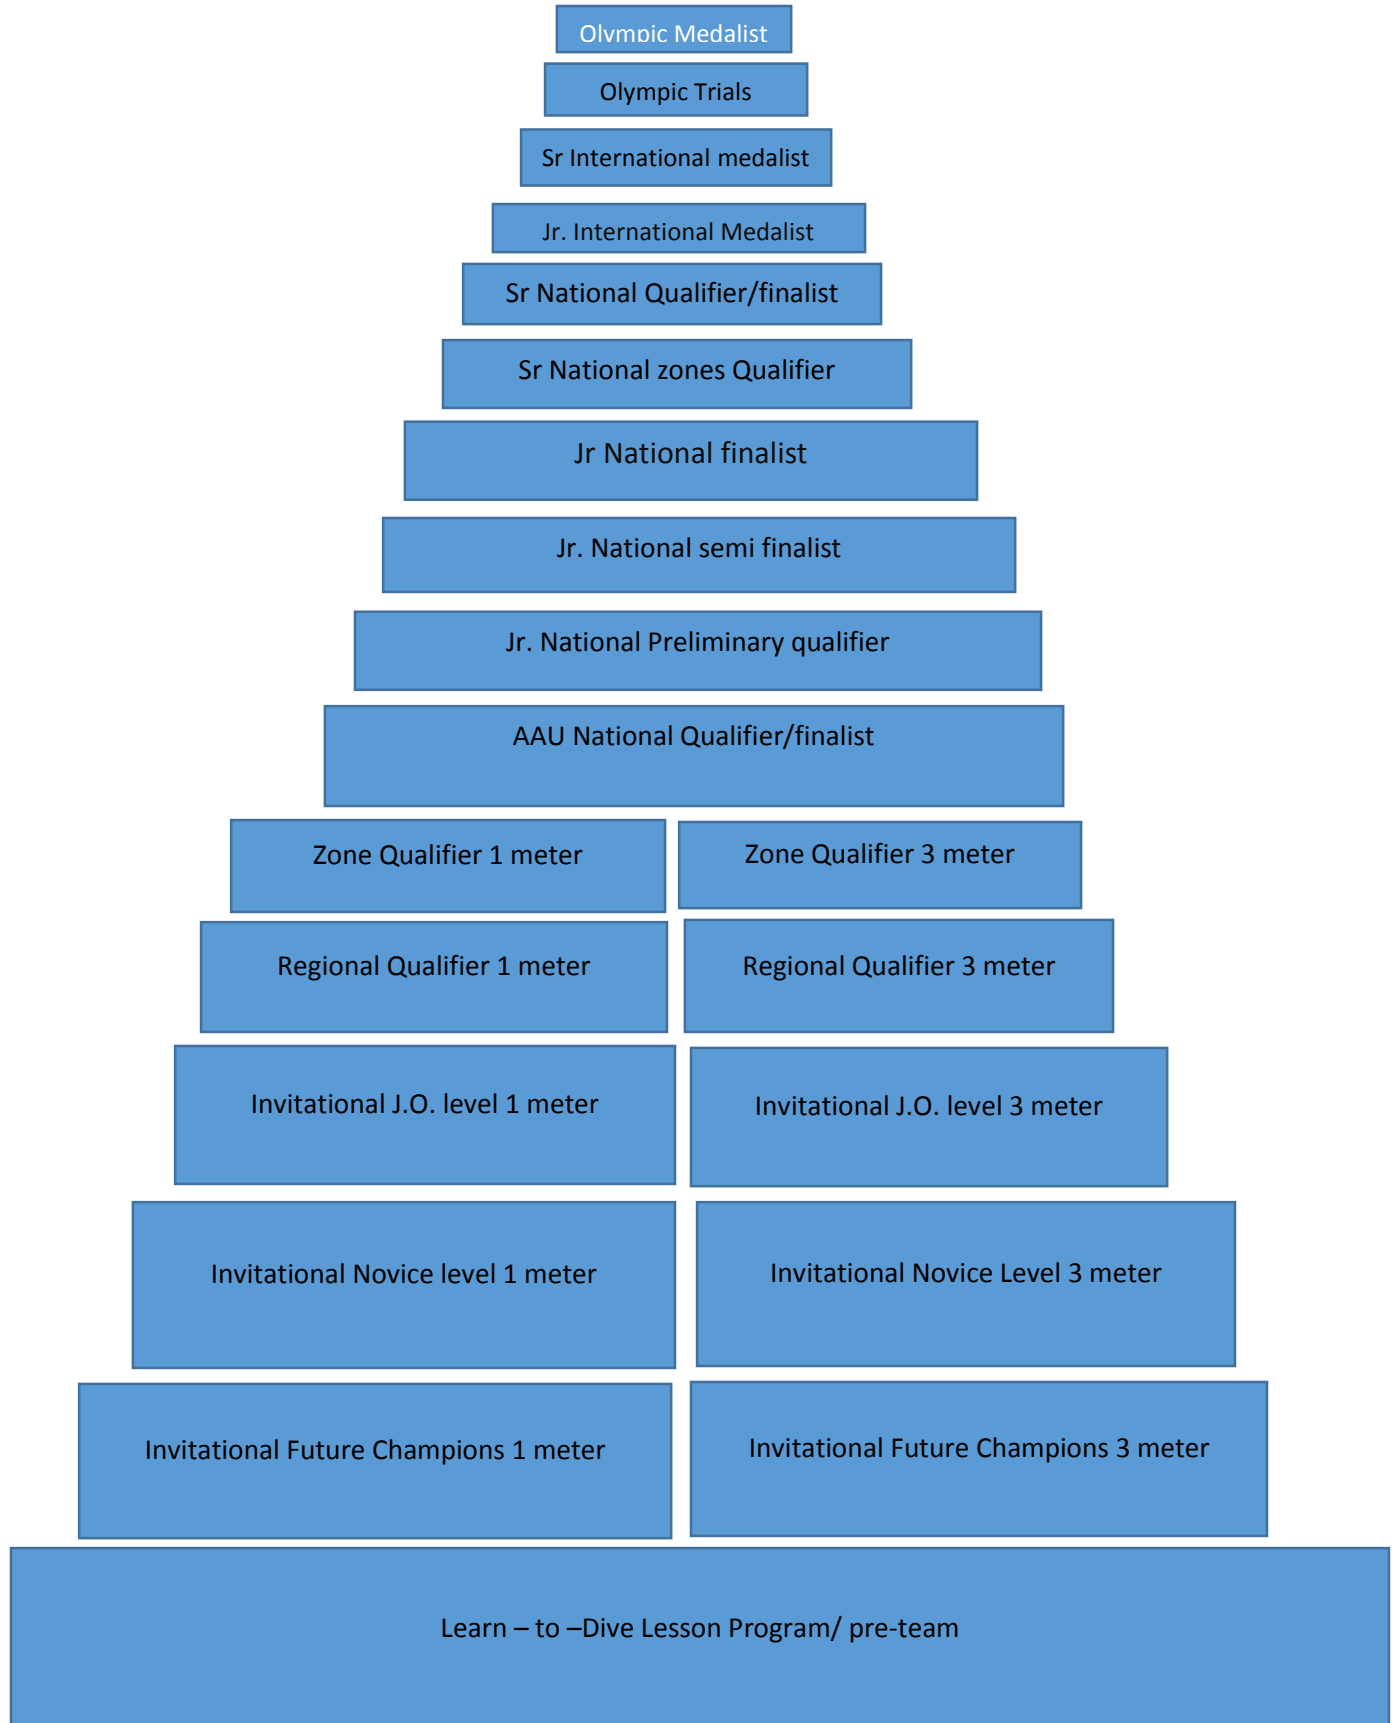 Olympic Medalist
Olympic Trials
Sr International medalist
Jr. International Medalist
Sr National Qualifier/finalist
Sr National zones Qualifier
Jr National finalist
Jr. National semi finalist
Jr. National Preliminary qualifier
AAU National Qualifier/finalist
Zone Qualifier 1 meter
Zone Qualifier 3 meter
Regional Qualifier 1 meter
Regional Qualifier 3 meter
Invitational J.O. level 1 meter
Invitational J.O. level 3 meter
Invitational Novice level 1 meter
Invitational Novice Level 3 meter
Invitational Future Champions 1 meter
Invitational Future Champions 3 meter
Learn – to –Dive Lesson Program/ pre-team